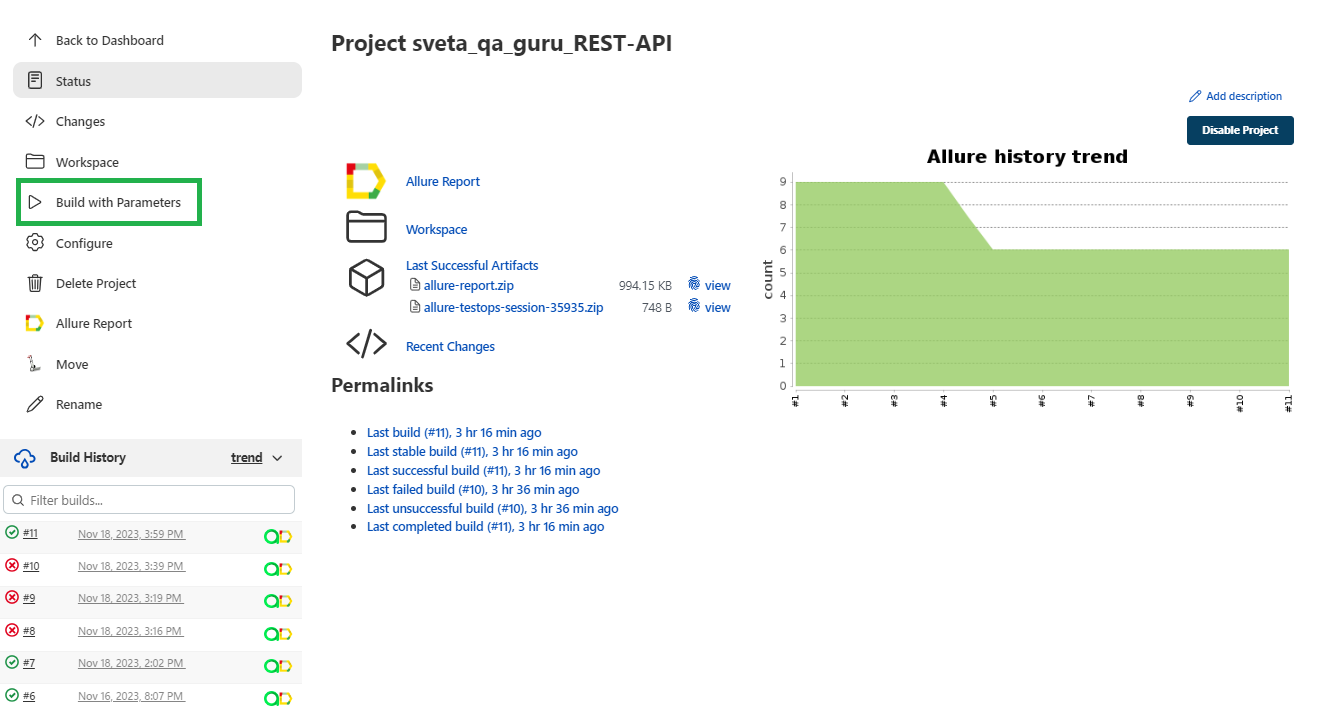 Back to Dashboard
Status
Changes
Workspace
Build with Parameters
Configure
Delete Project
Allure Report
Move
Rename
Build History trend
Filter builds...
#11 Nov 18, 2023, 3:59 PM
#10 Nov 18, 2023, 3:39 PM
#9 Nov 18, 2023, 3:19 PM
#8 Nov 18, 2023, 3:16 PM
#7 Nov 18, 2023, 2:02 PM
#6 Nov 16, 2023, 8:07 PM
Project sveta_qa_guru_REST-API
Add description
Disable Project
Allure Report
Workspace
Last Successful Artifacts
allure-report.zip 994.15 KB view
allure-testops-session-35935.zip 748 B view
Recent Changes
Permalinks
Last build (#11), 3 hr 16 min ago
Last stable build (#11), 3 hr 16 min ago
Last successful build (#11), 3 hr 16 min ago
Last failed build (#10), 3 hr 36 min ago
Last unsuccessful build (#10), 3 hr 36 min ago
Last completed build (#11), 3 hr 16 min ago
Allure history trend
count
9
8
7
6
5
4
3
2
1
0
#1 #2 #3 #4 #5 #6 #7 #8 #9 #10 #11